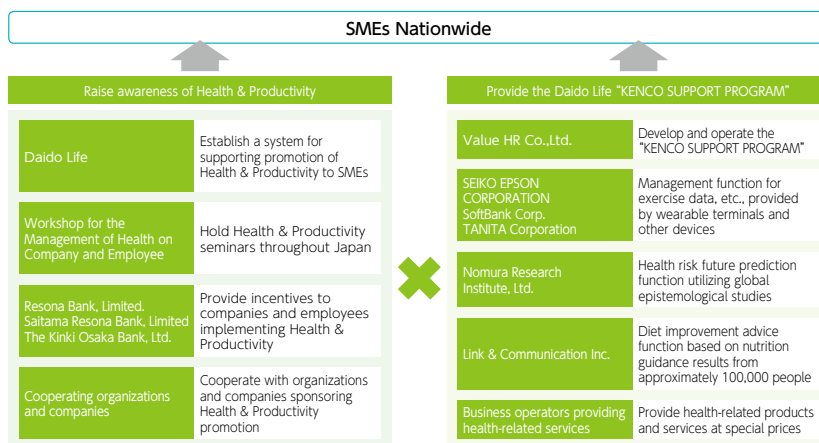 SMEs Nationwide
Raise awareness of Health & Productivity
Daido Life
Establish a system for
supporting promotion of
Health & Productivity to SMEs
Workshop for the
Management of Health on
Company and Employee
Hold Health & Productivity
seminars throughout Japan
Resona Bank, Limited.
Saitama Resona Bank, Limited
The Kinki Osaka Bank, Ltd.
Provide incentives to
companies and employees
implementing Health &
Productivity
Cooperating organizations
and companies
Cooperate with organizations
and companies sponsoring
Health & Productivity
promotion
Provide the Daido Life “KENCO SUPPORT PROGRAM”
Value HR Co.,Ltd.
Develop and operate the
“KENCO SUPPORT PROGRAM”
SEIKO EPSON
CORPORATION
SoftBank Corp.
TANITA Corporation
Management function for
exercise data, etc., provided
by wearable terminals and
other devices
Nomura Research
Institute, Ltd.
Health risk future prediction
function utilizing global
epistemological studies
Link & Communication Inc.
Diet improvement advice
function based on nutrition
guidance results from
approximately 100,000 people
Business operators providing
health-related services
Provide health-related products
and services at special prices